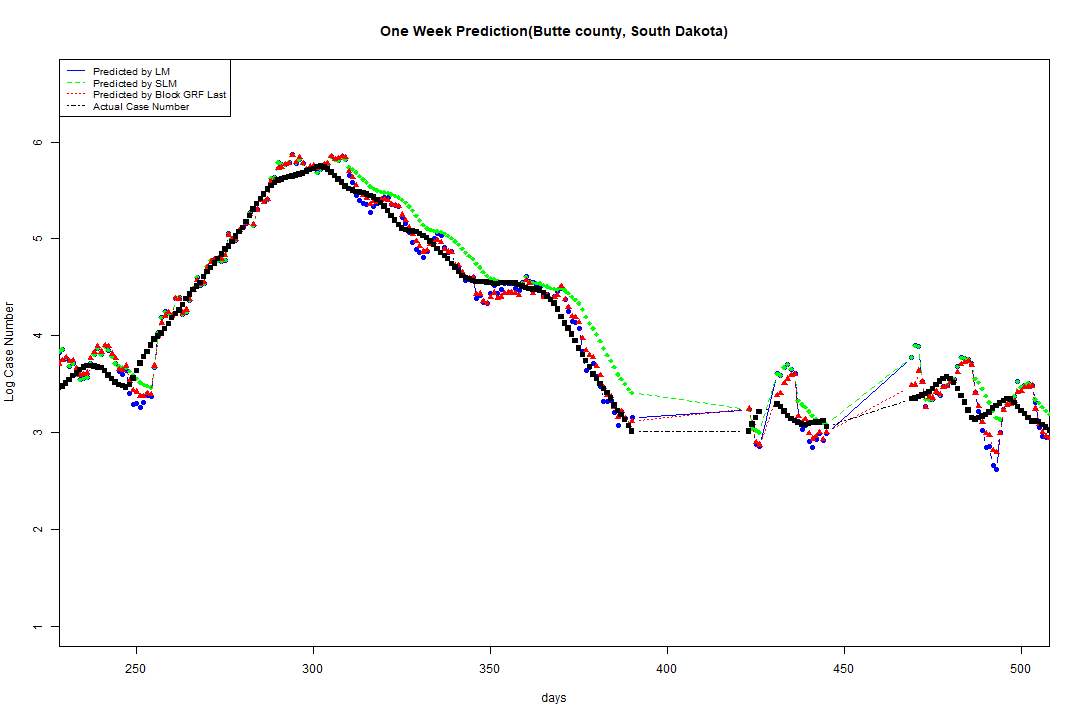 One Week Prediction(Butte county, South Dakota)
Predicted by LM
Predicted by SLM
Predicted by Block GRF Last
Actual Case Number
6
5
4
3
2
1
Log Case Number
250 300 350 400 450 500
days